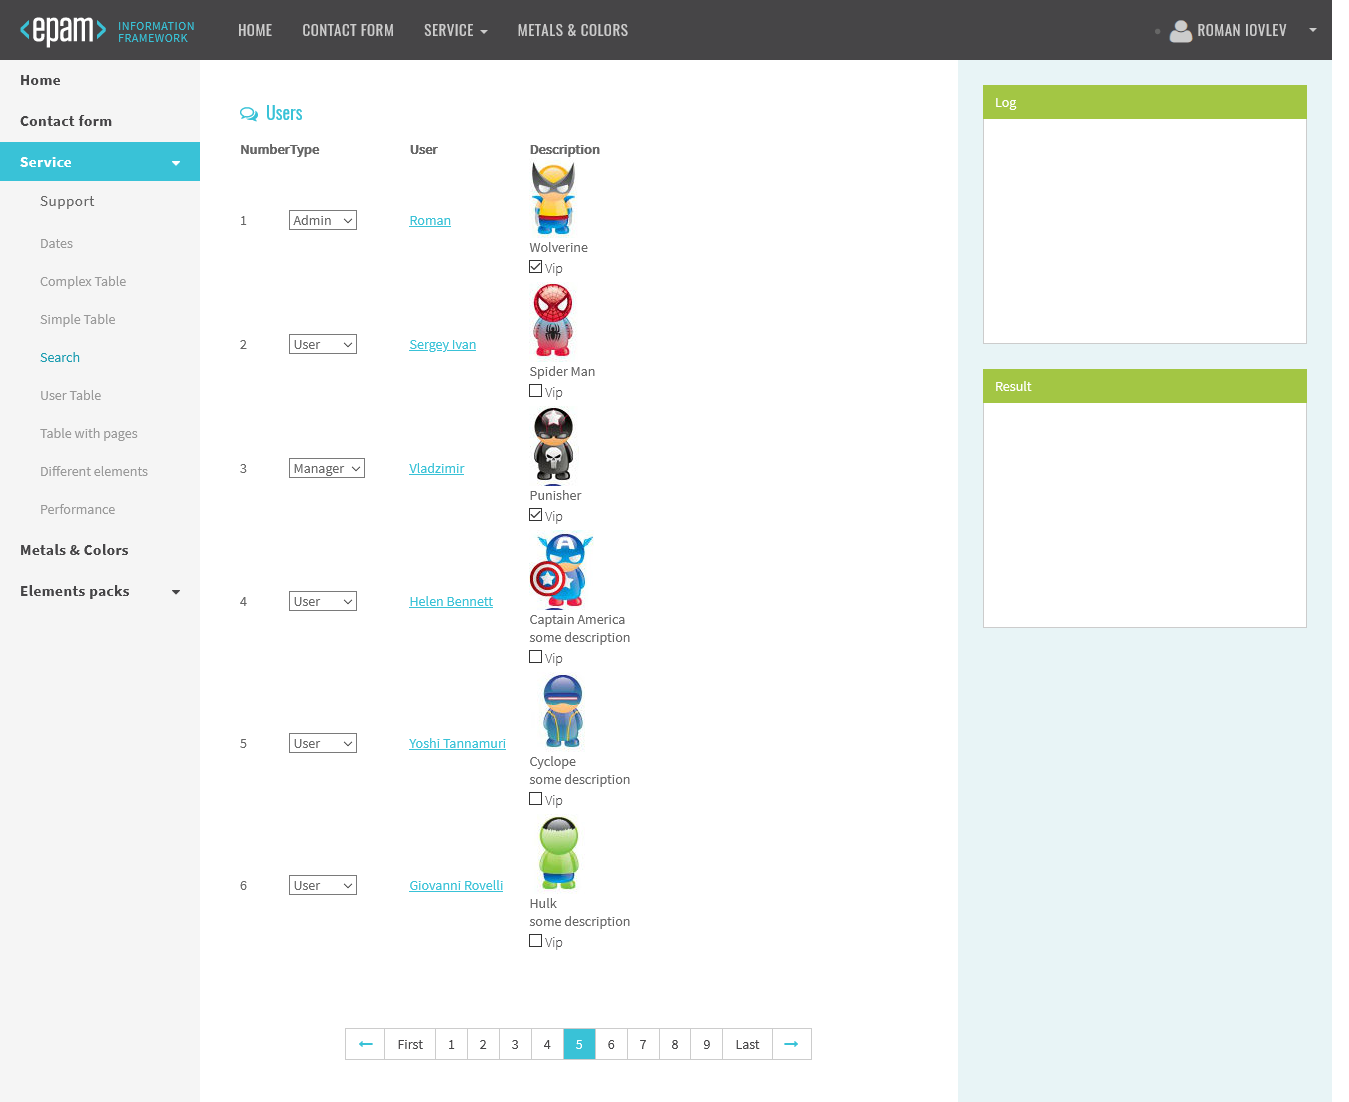 <epam> INFORMATION
FRAMEWORK
HOME CONTACT FORM SERVICE METALS & COLORS ROMAN IOVLEV
Home
Contact form
Service
Support
Dates
Complex Table
Simple Table
Search
User Table
Table with pages
Different elements
Performance
Metals & Colors
Elements packs
Users
Number Type User Description
1 Admin Roman
Wolverine
Vip
2 User Sergey Ivan
Spider Man
Vip
3 Manager Vladzimir
Punisher
Vip
4 User Helen Bennett
Captain America
some description
Vip
5 User Yoshi Tannamuri
Cyclope
some description
Vip
6 User Giovanni Rovelli
Hulk
some description
Vip
First 1 2 3 4 5 6 7 8 9 Last
Log
Result